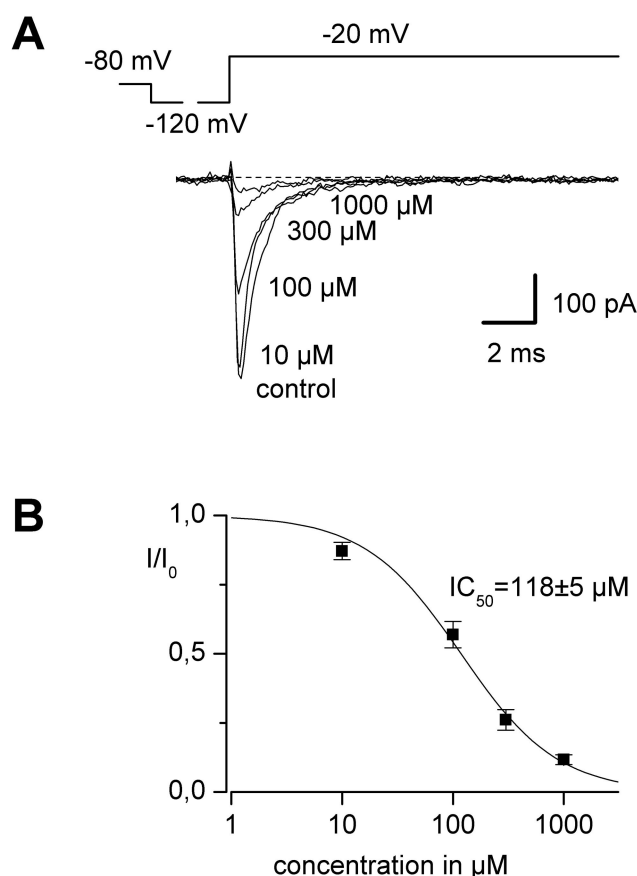 A
-20 mV
-80 mV
-120 mV
1000 µM
300 µM
100 µM
100 pA
10 µM
2 ms
control
B
1,0
I/I0
IC50=118±5 µM
0,5
0,0
1
10
100
1000
concentration in µM